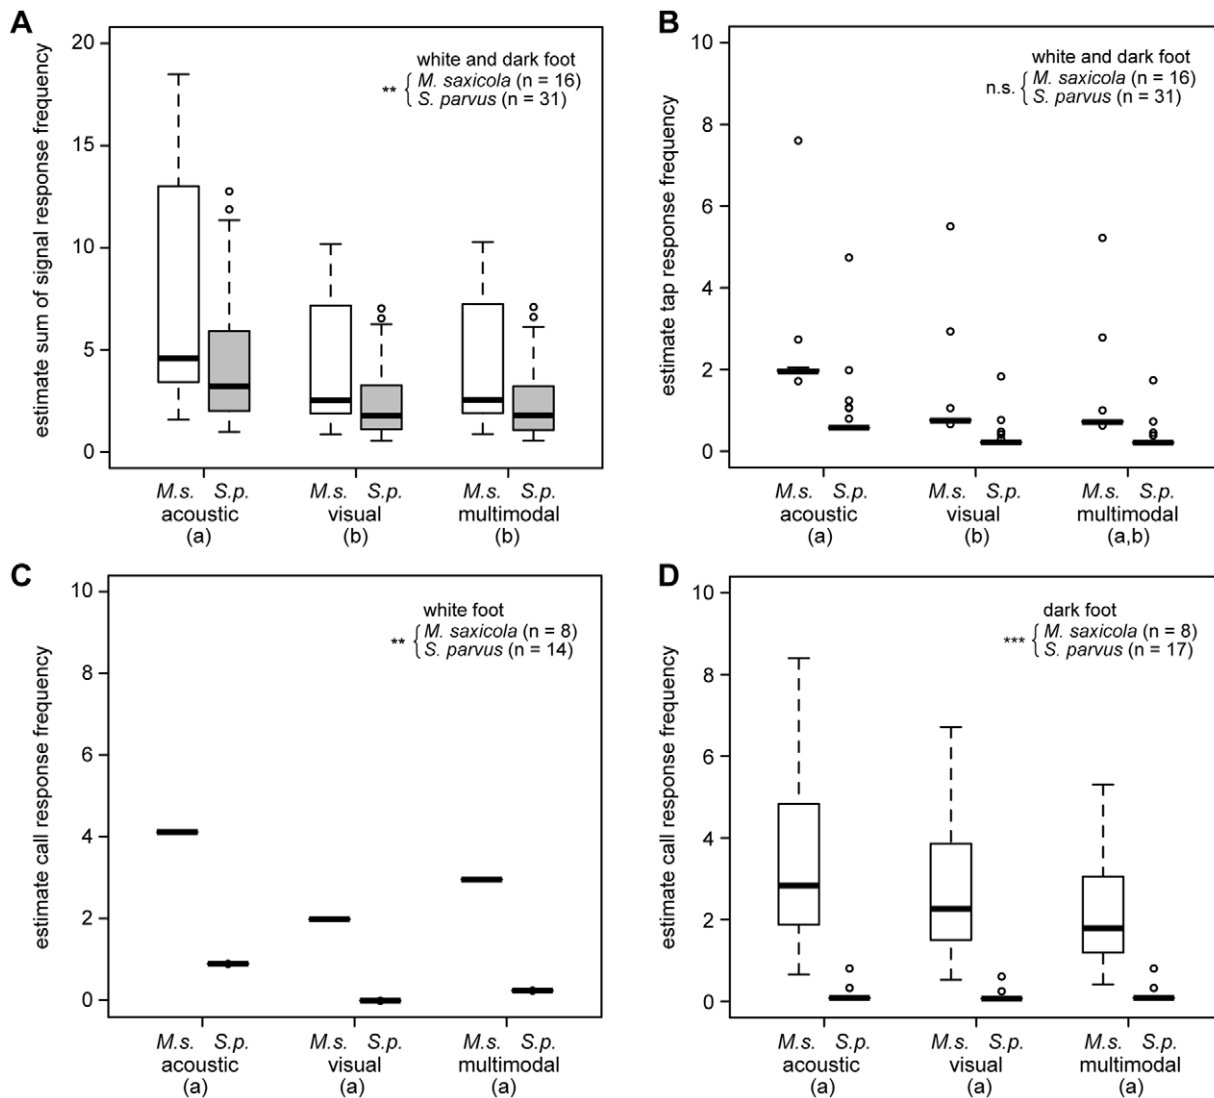 A
estimate sum of signal response frequency
20
15
10
5
0
white and dark foot
** { M. saxicola (n = 16)
S. parvus (n = 31)
M.s. S.p. M.s. S.p. M.s. S.p.
acoustic visual multimodal
(a) (b) (b)
B
estimate tap response frequency
10
8
6
4
2
0
white and dark foot
n.s. { M. saxicola (n = 16)
S. parvus (n = 31)
M.s. S.p. M.s. S.p. M.s. S.p.
acoustic visual multimodal
(a) (b) (a,b)
C
estimate call response frequency
10
8
6
4
2
0
white foot
** { M. saxicola (n = 8)
S. parvus (n = 14)
M.s. S.p. M.s. S.p. M.s. S.p.
acoustic visual multimodal
(a) (a) (a)
D
estimate call response frequency
10
8
6
4
2
0
dark foot
*** { M. saxicola (n = 8)
S. parvus (n = 17)
M.s. S.p. M.s. S.p. M.s. S.p.
acoustic visual multimodal
(a) (a) (a)